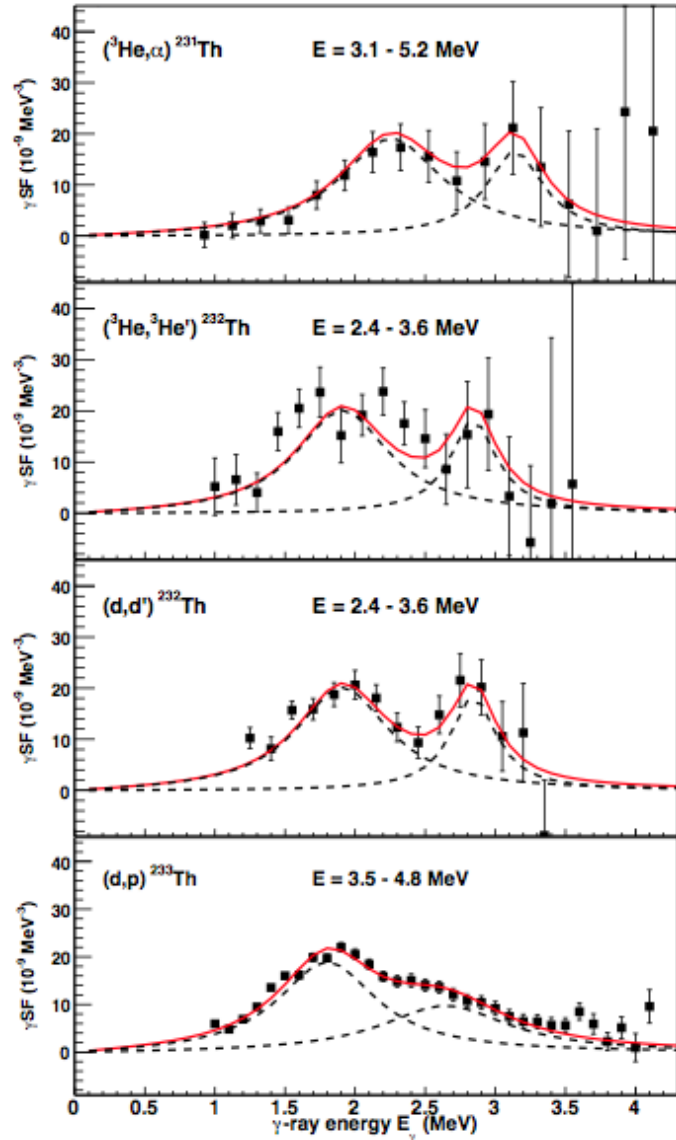 (³He,α) ²³¹Th E = 3.1 - 5.2 MeV
γSF (10⁻⁹ MeV⁻³)
40
30
20
10
0
(³He,³He') ²³²Th E = 2.4 - 3.6 MeV
γSF (10⁻⁹ MeV⁻³)
40
30
20
10
0
(d,d') ²³²Th E = 2.4 - 3.6 MeV
γSF (10⁻⁹ MeV⁻³)
40
30
20
10
0
(d,p) ²³³Th E = 3.5 - 4.8 MeV
γSF (10⁻⁹ MeV⁻³)
40
30
20
10
0
0 0.5 1 1.5 2 2.5 3 3.5 4
γ-ray energy Eᵧ (MeV)